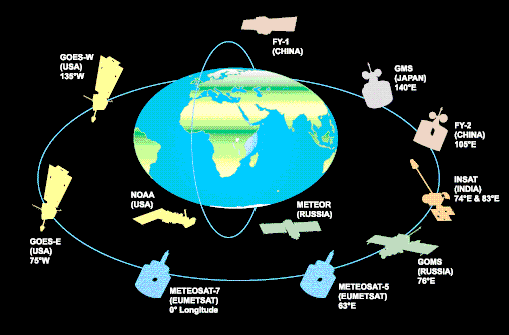 FY-1
(CHINA)
GOES-W
(USA)
135°W
GMS
(JAPAN)
140°E
FY-2
(CHINA)
105°E
INSAT
(INDIA)
74°E & 83°E
NOAA
(USA)
METEOR
(RUSSIA)
GOES-E
(USA)
75°W
GOMS
(RUSSIA)
76°E
METEOSAT-7
(EUMETSAT)
0° Longitude
METEOSAT-5
(EUMETSAT)
63°E